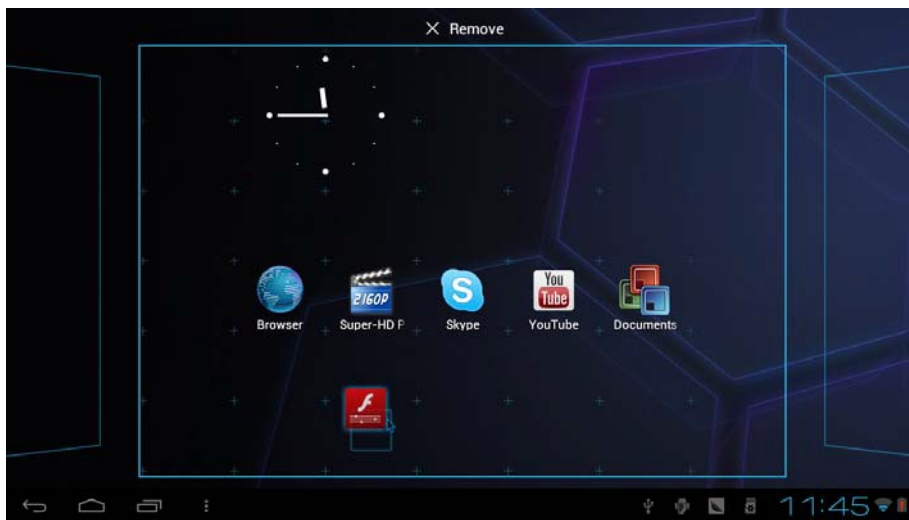 Remove
2160P
You
Tube
Browser
Super-HD P
Skype
YouTube
Documents
11:45